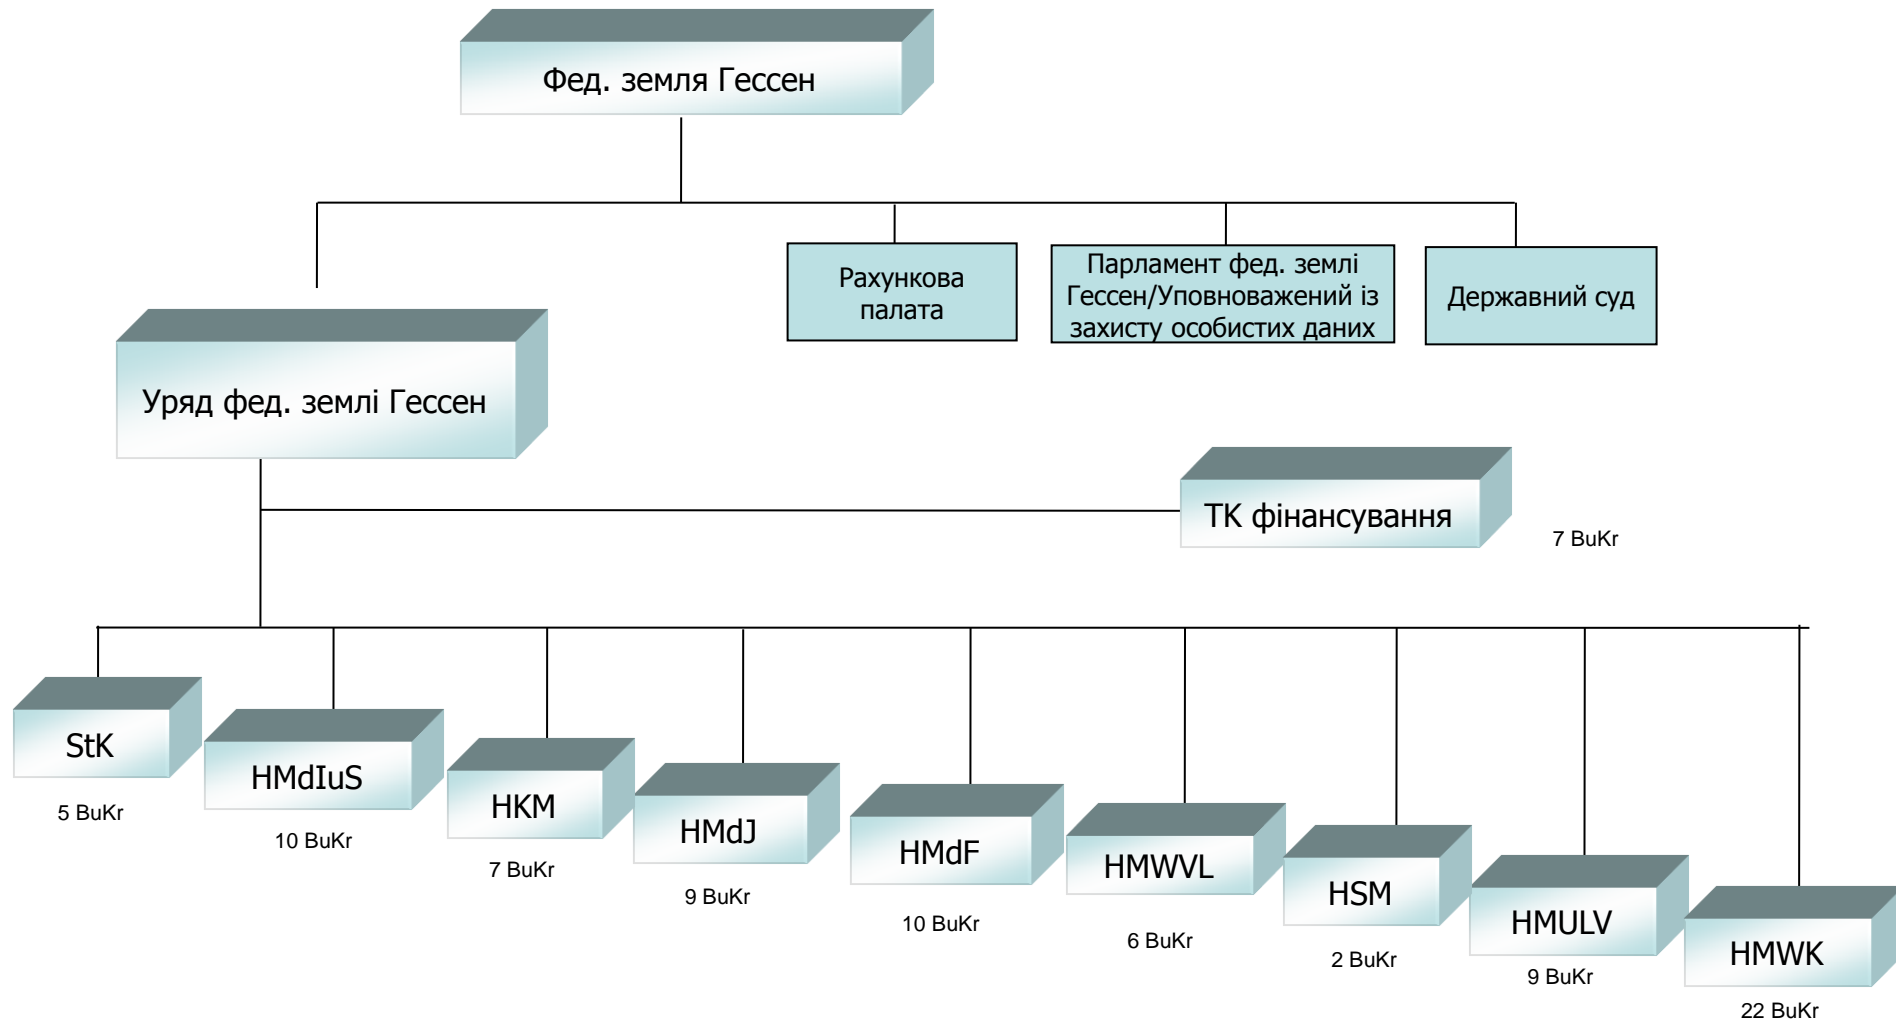 Фед. земля Гессен
Рахункова
палата
Парламент фед. землі
Гессен/Уповноважений із
захисту особистих даних
Державний суд
Уряд фед. землі Гессен
ТК фінансування
7 BuKr
StK
5 BuKr
HMdIuS
10 BuKr
HKM
7 BuKr
HMdJ
9 BuKr
HMdF
10 BuKr
HMWVL
6 BuKr
HSM
2 BuKr
HMULV
9 BuKr
HMWK
22 BuKr